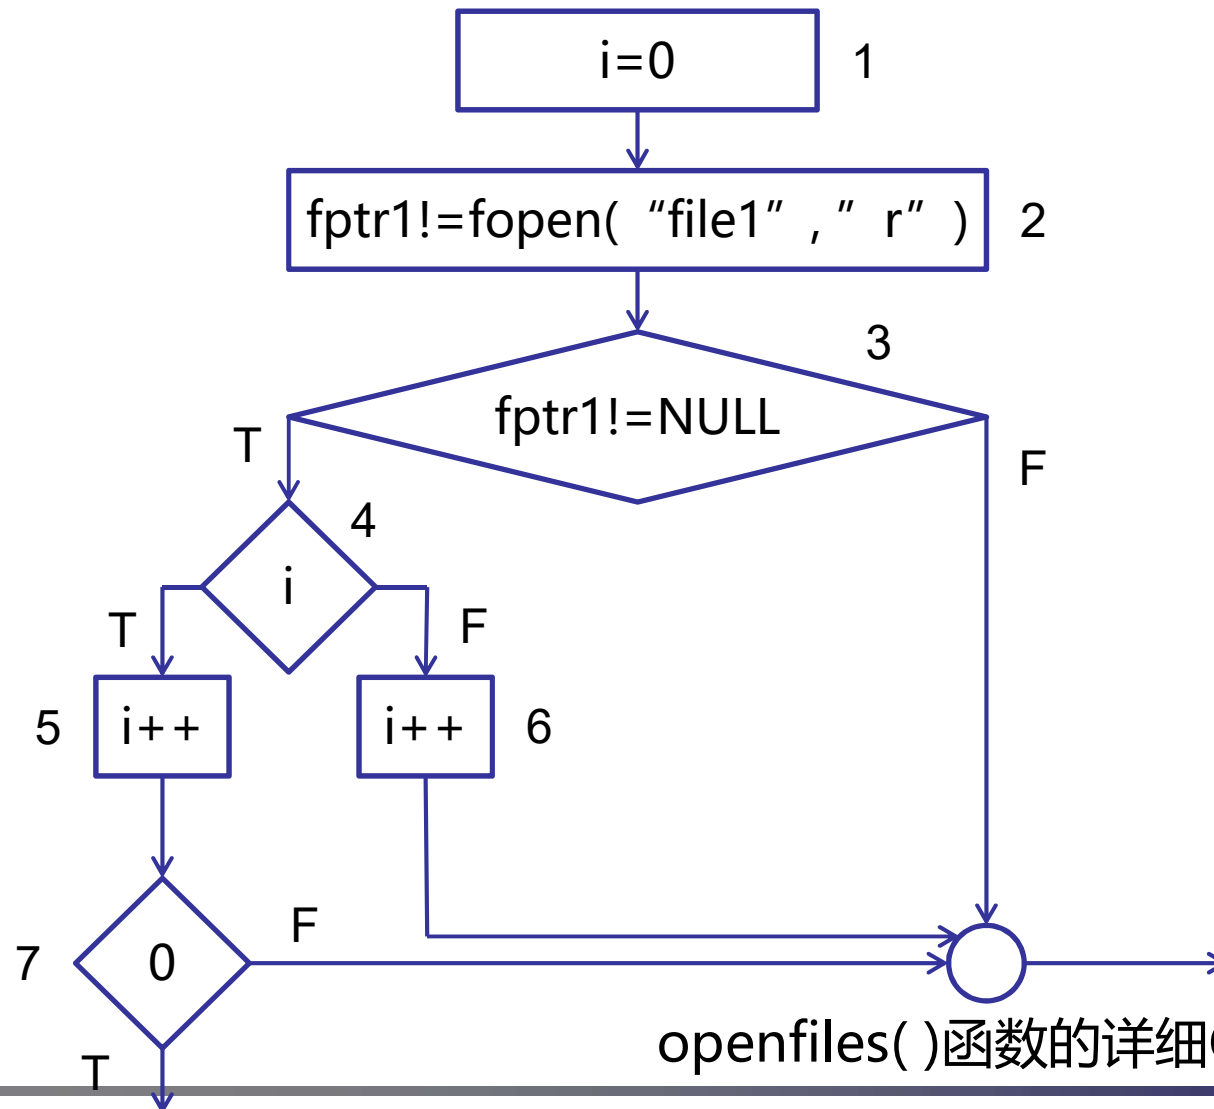 i=0
1
fptr1!=fopen( “file1” , ” r” )
2
3
fptr1!=NULL
T
F
4
i
T
F
5
i++
i++
6
F
7
0
T
openfiles( )函数的详细